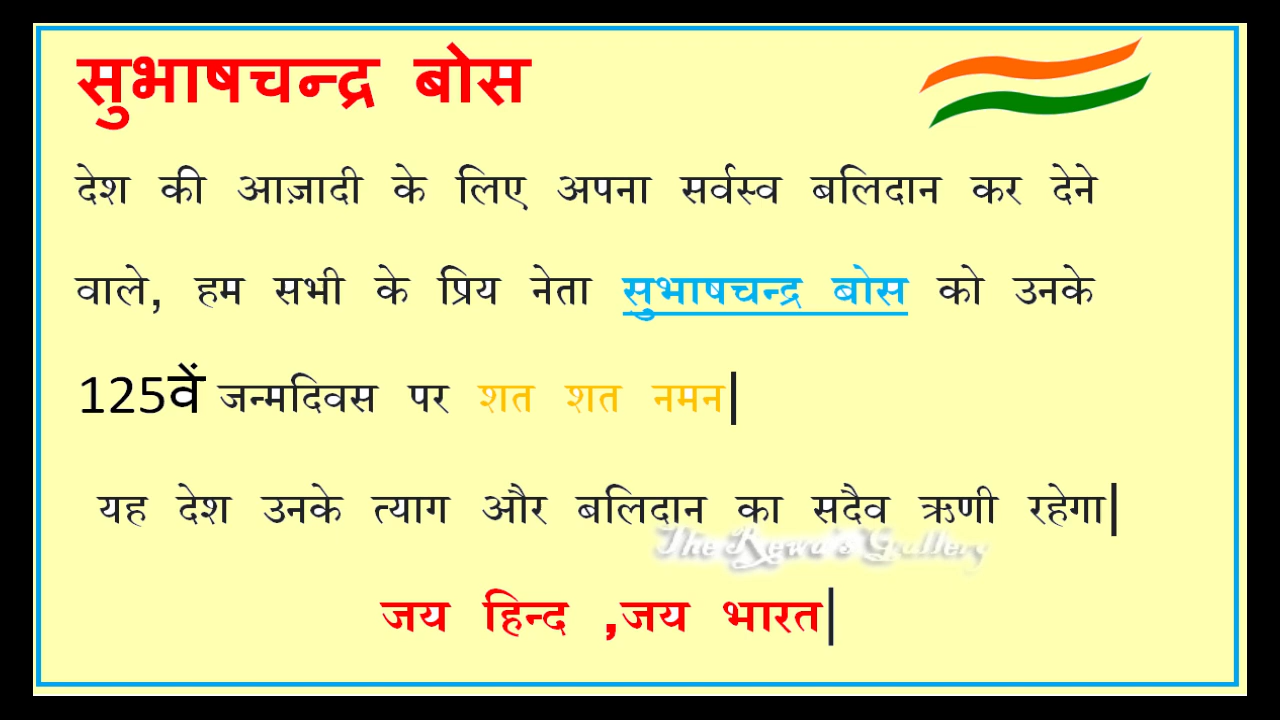 सुभाषचन्द्र बोस
देश की आज़ादी के लिए अपना सर्वस्व बलिदान कर देने
वाले, हम सभी के प्रिय नेता सुभाषचन्द्र बोस को उनके
125वें जन्मदिवस पर शत शत नमन|
यह देश उनके त्याग और बलिदान का सदैव ऋणी रहेगा|
The Rewa's Gallery
जय हिन्द ,जय भारत|